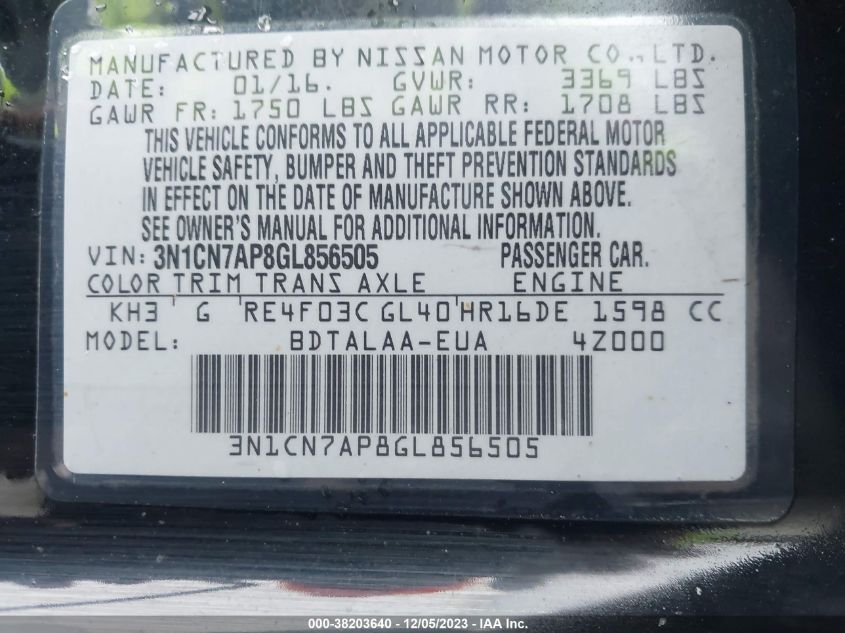 MANUFACTURED BY NISSAN MOTOR CO., LTD.
DATE: 01/16. GVWR: 3369 LBS
GAWR FR: 1750 LBS GAWR RR: 1708 LBS
THIS VEHICLE CONFORMS TO ALL APPLICABLE FEDERAL MOTOR
VEHICLE SAFETY, BUMPER AND THEFT PREVENTION STANDARDS
IN EFFECT ON THE DATE OF MANUFACTURE SHOWN ABOVE.
SEE OWNER'S MANUAL FOR ADDITIONAL INFORMATION.
VIN: 3N1CN7AP8GL856505 PASSENGER CAR.
COLOR TRIM TRANS AXLE ENGINE
KH3 ' G ' RE4F03C GL40 ' HR16DE 1598 CC
MODEL: BDTALAA-EUA 4Z000
3N1CN7AP8GL856505
000-38203640 - 12/05/2023 - IAAI.com